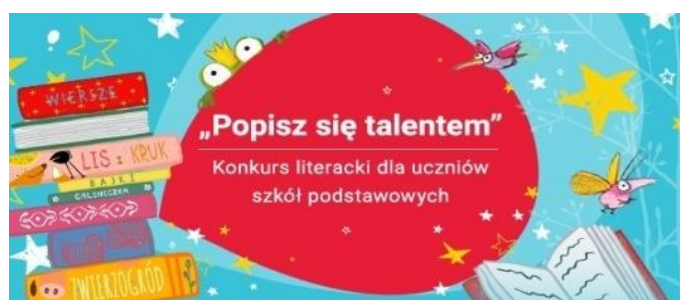 „Popisz się talentem”
Konkurs literacki dla uczniów
szkół podstawowych
WIERSZE
LIS i KRUK
BAJKI
CALINECZKA
ZWIERZOGRÓD